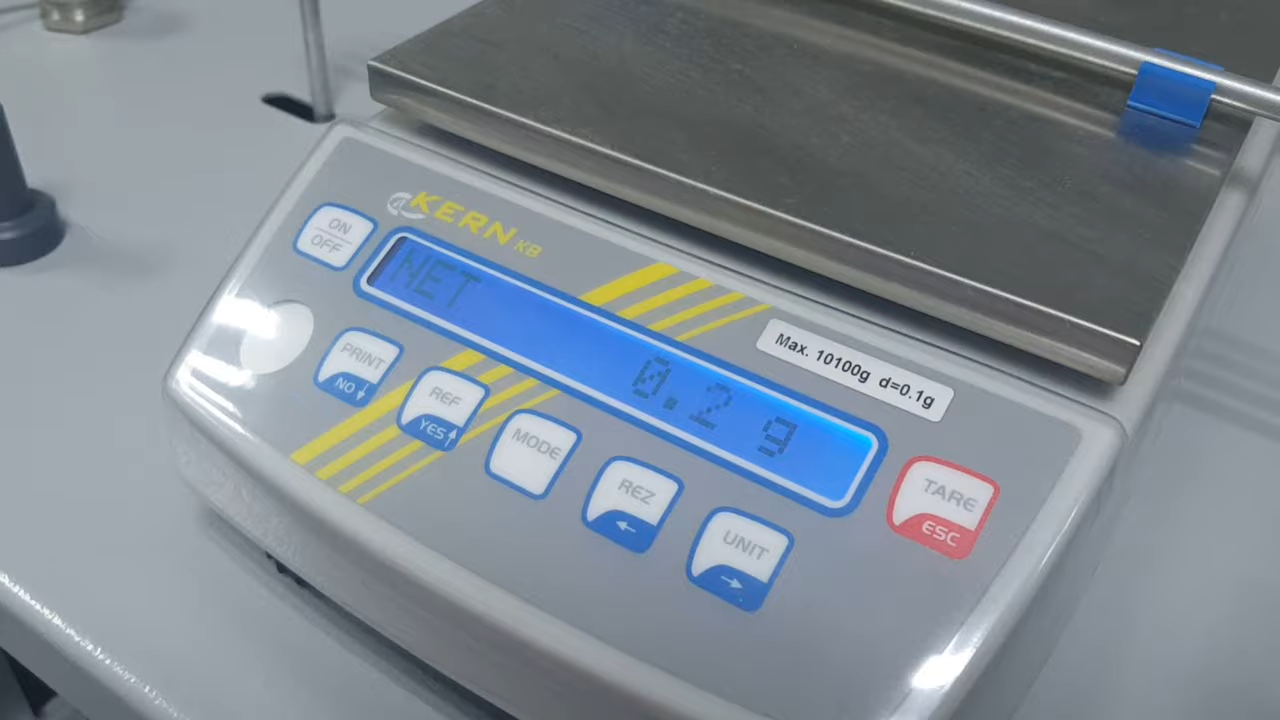 KERN KB
ON
OFF
NET
0.2 g
Max. 10100g d=0.1g
PRINT
NO ↓
REF
YES ↑
MODE
REZ
←
UNIT
→
TARE
ESC